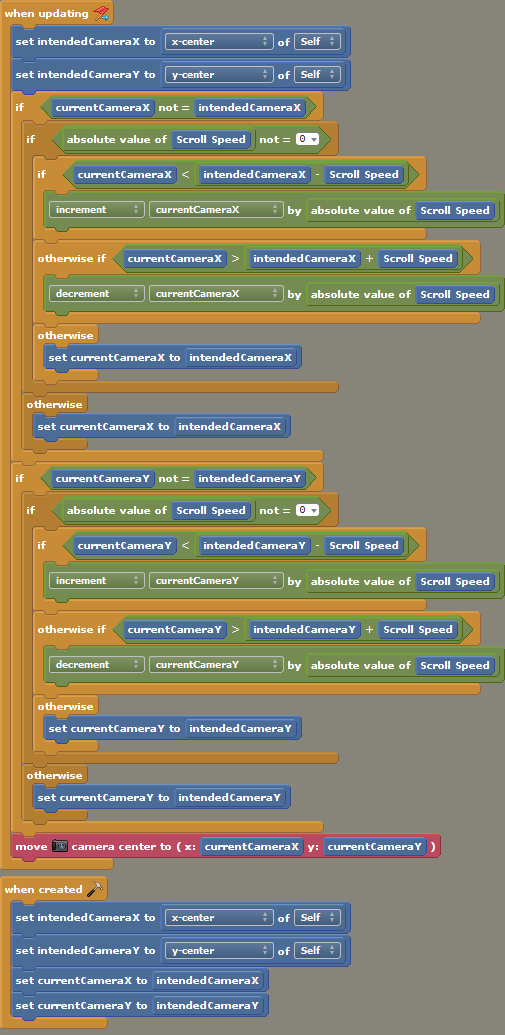 when updating
set intendedCameraX to x-center of Self
set intendedCameraY to y-center of Self
if currentCameraX not = intendedCameraX
if absolute value of Scroll Speed not = 0
if currentCameraX < intendedCameraX - Scroll Speed
increment currentCameraX by absolute value of Scroll Speed
otherwise if currentCameraX > intendedCameraX + Scroll Speed
decrement currentCameraX by absolute value of Scroll Speed
otherwise
set currentCameraX to intendedCameraX
otherwise
set currentCameraX to intendedCameraX
if currentCameraY not = intendedCameraY
if absolute value of Scroll Speed not = 0
if currentCameraY < intendedCameraY - Scroll Speed
increment currentCameraY by absolute value of Scroll Speed
otherwise if currentCameraY > intendedCameraY + Scroll Speed
decrement currentCameraY by absolute value of Scroll Speed
otherwise
set currentCameraY to intendedCameraY
otherwise
set currentCameraY to intendedCameraY
move camera center to ( x: currentCameraX y: currentCameraY )
when created
set intendedCameraX to x-center of Self
set intendedCameraY to y-center of Self
set currentCameraX to intendedCameraX
set currentCameraY to intendedCameraY